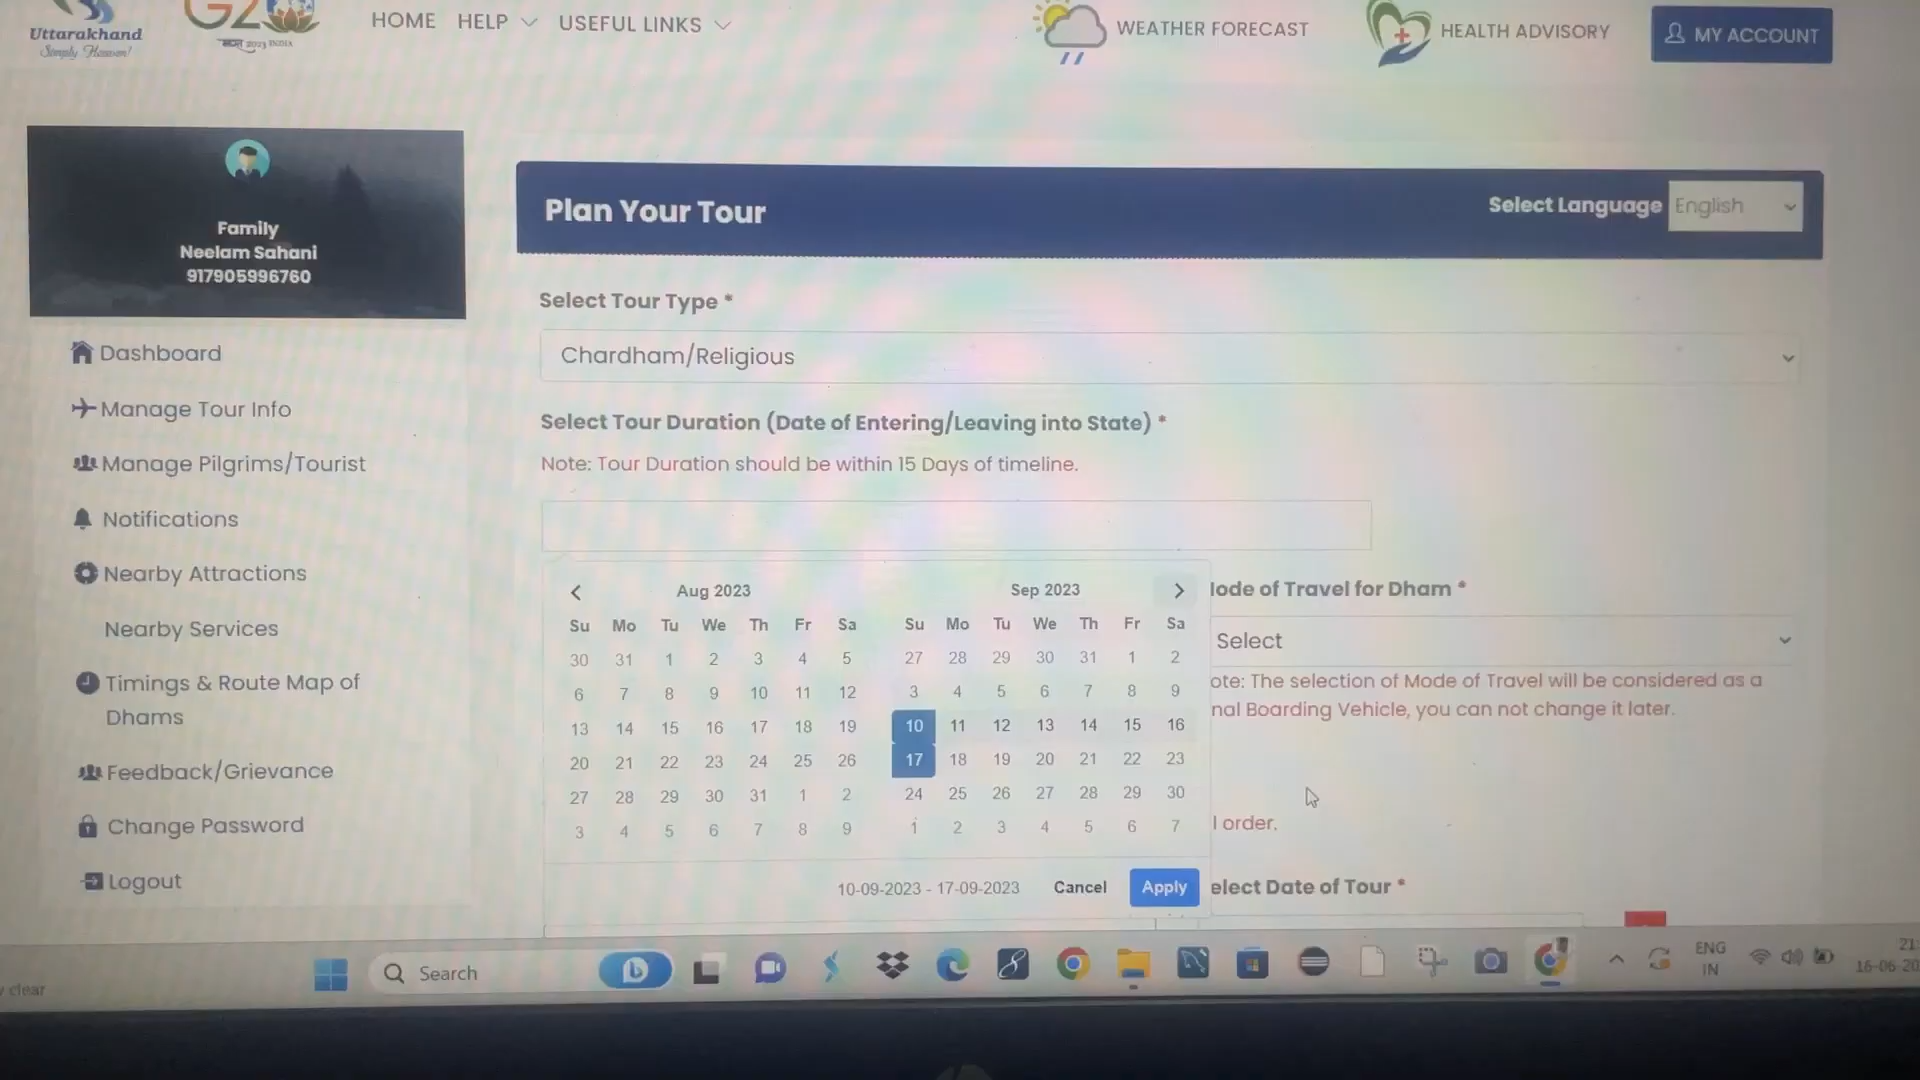 Uttarakhand
Simply Heaven!
G20
2023 INDIA
HOME HELP USEFUL LINKS
WEATHER FORECAST
HEALTH ADVISORY
MY ACCOUNT
Family
Neelam Sahani
917905996760
Dashboard
Manage Tour Info
Manage Pilgrims/Tourist
Notifications
Nearby Attractions
Nearby Services
Timings & Route Map of
Dhams
Feedback/Grievance
Change Password
Logout
Plan Your Tour
Select Language English
Select Tour Type *
Chardham/Religious
Select Tour Duration (Date of Entering/Leaving into State) *
Note: Tour Duration should be within 15 Days of timeline.
Aug 2023
Su Mo Tu We Th Fr Sa
30 31 1 2 3 4 5
6 7 8 9 10 11 12
13 14 15 16 17 18 19
20 21 22 23 24 25 26
27 28 29 30 31 1 2
3 4 5 6 7 8 9
Sep 2023
Su Mo Tu We Th Fr Sa
27 28 29 30 31 1 2
3 4 5 6 7 8 9
10 11 12 13 14 15 16
17 18 19 20 21 22 23
24 25 26 27 28 29 30
1 2 3 4 5 6 7
10-09-2023 - 17-09-2023 Cancel Apply
lode of Travel for Dham *
Select
ote: The selection of Mode of Travel will be considered as a
nal Boarding Vehicle, you can not change it later.
l order.
elect Date of Tour *
y clear
Search
ENG
IN
21:
16-06-20